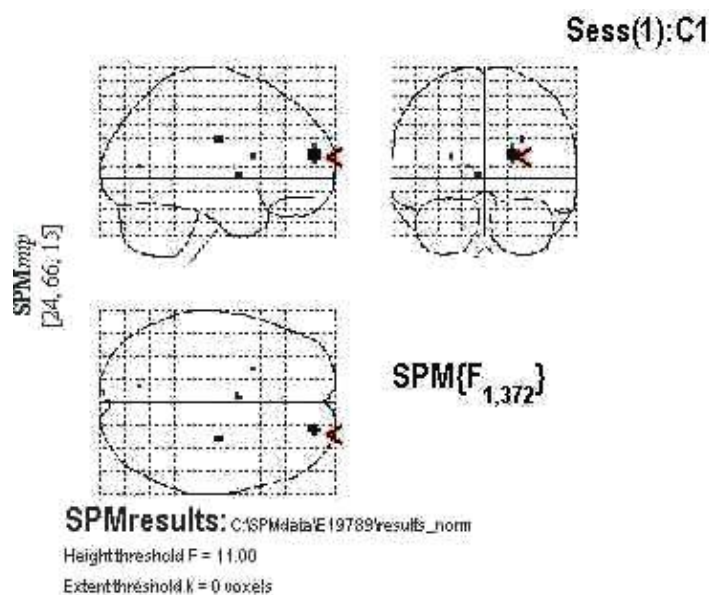 Sess(1):C1
SPMmip
[24, 66, 13]
SPM{F1,372}
SPMresults: C:\SPMdata\E19789\results_norm
Height threshold F = 11.00
Extent threshold k = 0 voxels